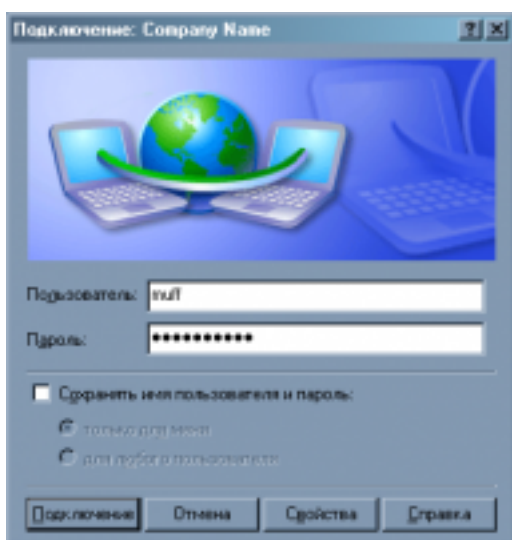 Подключение: Company Name
Пользователь: muff
Пароль: ●●●●●●●●●●
Сохранять имя пользователя и пароль:
только для меня
для любого пользователя
Подключение Отмена Свойства Справка